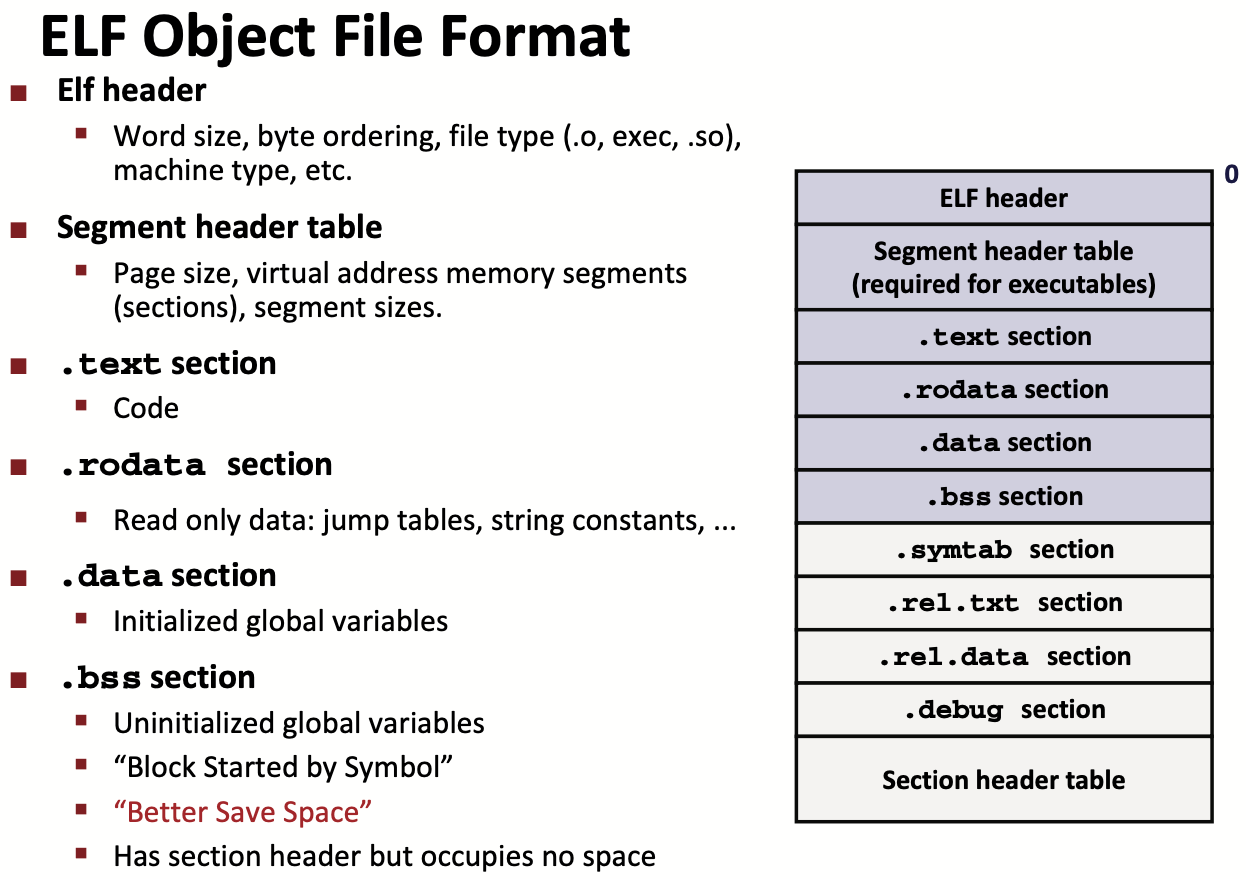 ELF Object File Format
Elf header
Word size, byte ordering, file type (.o, exec, .so),
machine type, etc.
Segment header table
Page size, virtual address memory segments
(sections), segment sizes.
.text section
Code
.rodata section
Read only data: jump tables, string constants, ...
.data section
Initialized global variables
.bss section
Uninitialized global variables
“Block Started by Symbol”
“Better Save Space”
Has section header but occupies no space
0
ELF header
Segment header table
(required for executables)
.text section
.rodata section
.data section
.bss section
.symtab section
.rel.txt section
.rel.data section
.debug section
Section header table